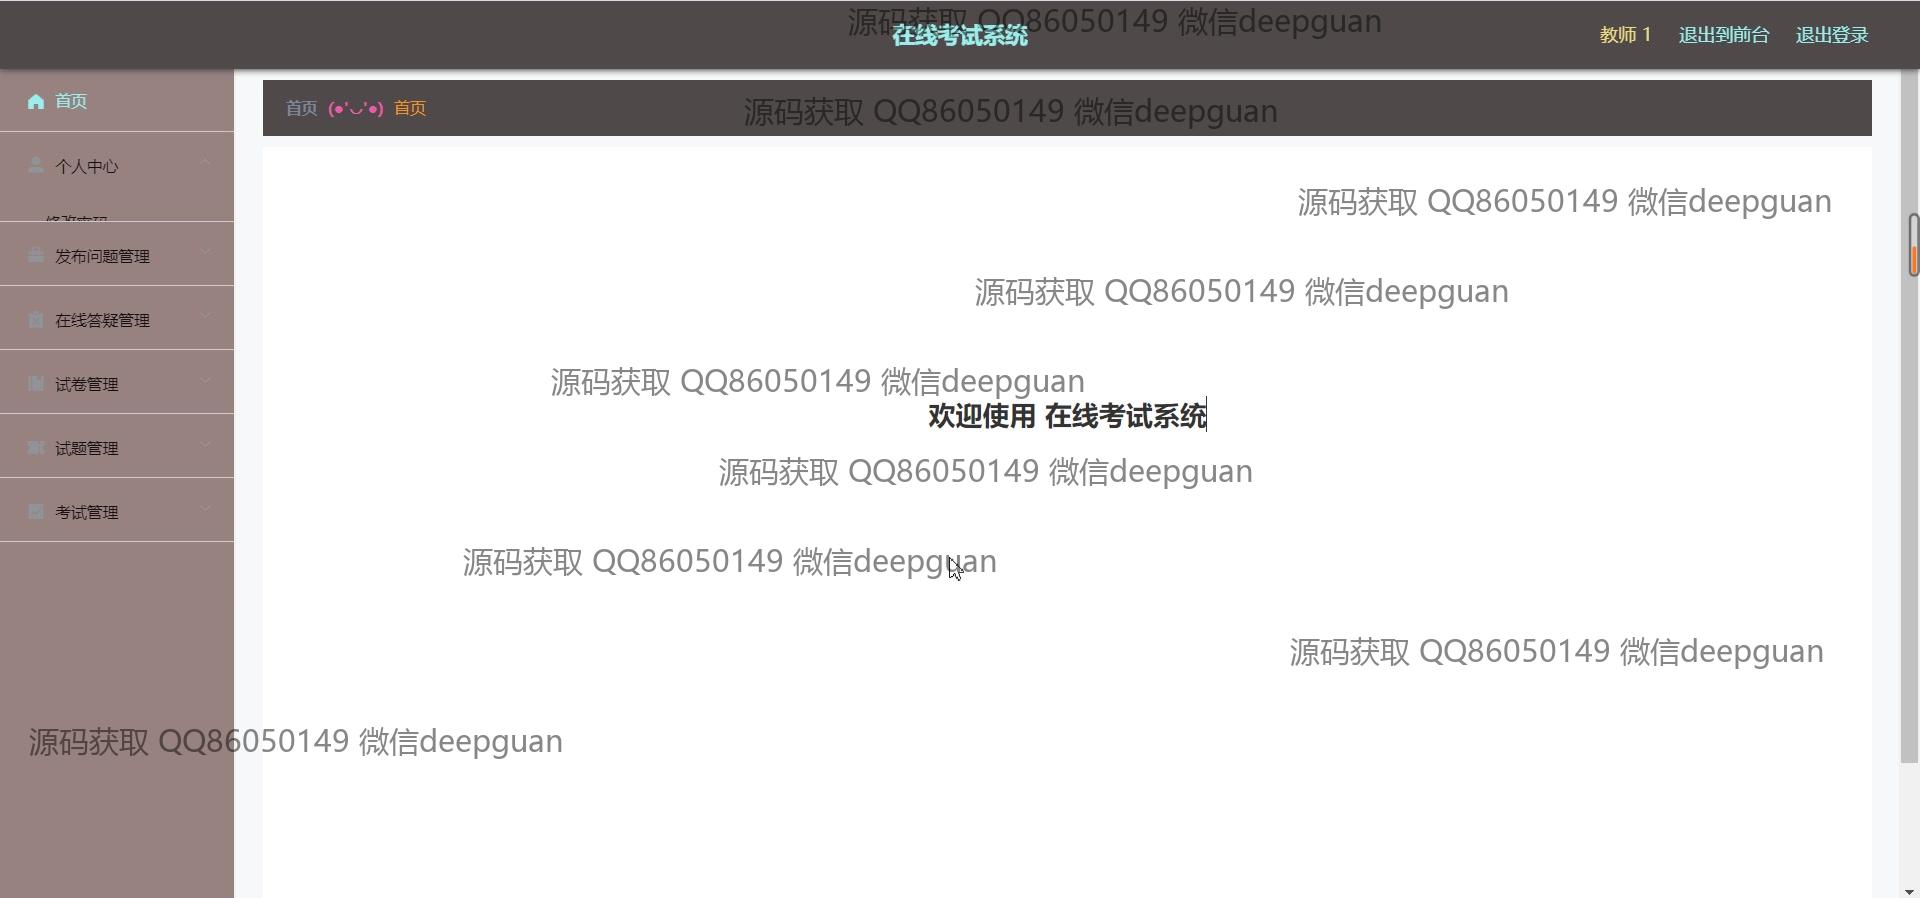 源码获取 QQ86050149 微信deepguan
在线考试系统
教师 1 退出到前台 退出登录
首页
首页 (●'◡'●) 首页
源码获取 QQ86050149 微信deepguan
个人中心
源码获取 QQ86050149 微信deepguan
修改密码
发布问题管理
源码获取 QQ86050149 微信deepguan
在线答疑管理
试卷管理
源码获取 QQ86050149 微信deepguan
欢迎使用 在线考试系统
试题管理
源码获取 QQ86050149 微信deepguan
考试管理
源码获取 QQ86050149 微信deepguan
源码获取 QQ86050149 微信deepguan
源码获取 QQ86050149 微信deepguan